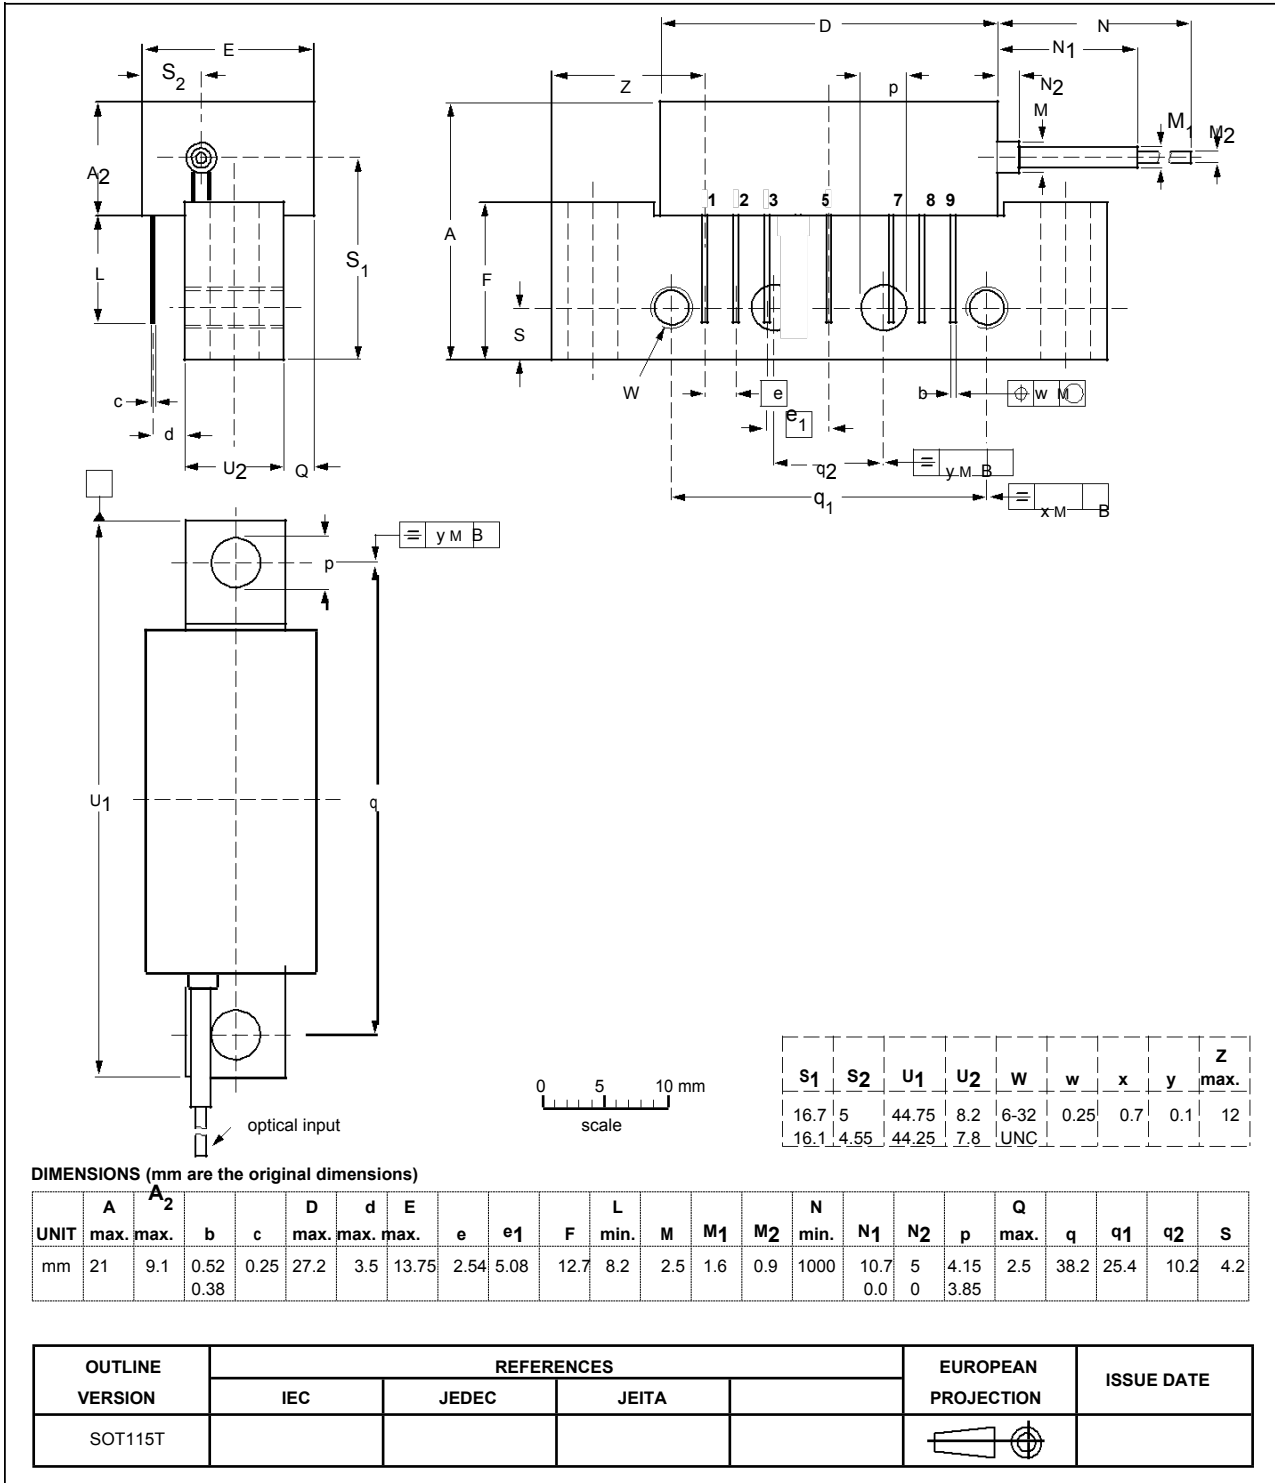 D N
E N1
S2 Z p N2
M M1 M2
A2
1 2 3 5 7 8 9
A
S1
L F
S
W e b w M
c
e1
d
U2 Q q2 y M B
q1 x M B
y M B
p
U1 q
0 5 10 mm
scale
optical input
S1 S2 U1 U2 W w x y Z max.
16.7 5 44.75 8.2 6-32 0.25 0.7 0.1 12
16.1 4.55 44.25 7.8 UNC
DIMENSIONS (mm are the original dimensions)
UNIT A max. A2 max. b c D max. d max. E max. e e1 F L min. M M1 M2 N min. N1 N2 p Q max. q q1 q2 S
mm 21 9.1 0.52 0.25 27.2 3.5 13.75 2.54 5.08 12.7 8.2 2.5 1.6 0.9 1000 10.7 5 4.15 2.5 38.2 25.4 10.2 4.2
0.38 0.0 0 3.85
OUTLINE VERSION REFERENCES EUROPEAN PROJECTION ISSUE DATE
IEC JEDEC JEITA
SOT115T